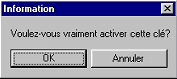 Information
Voulez-vous vraiment activer cette clé?
OK
Annuler